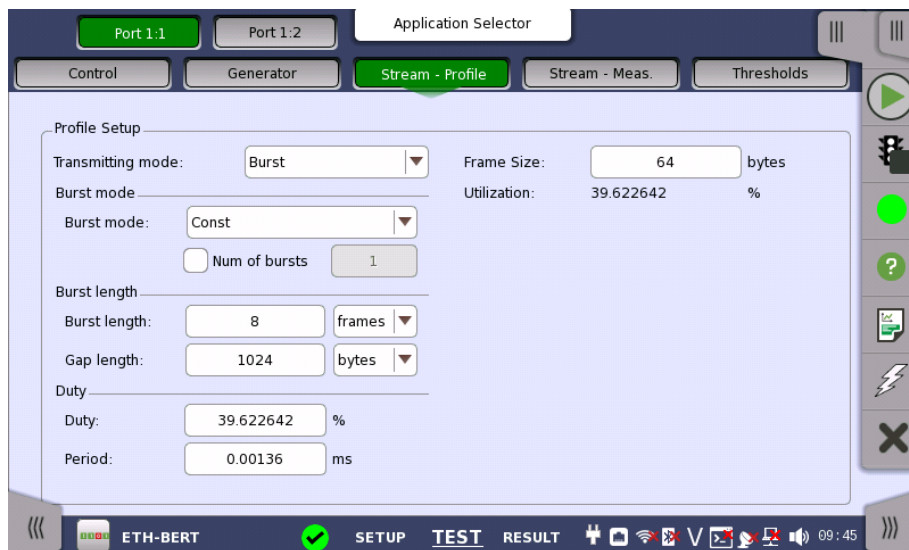 Application Selector
Port 1:1 Port 1:2
Control Generator Stream - Profile Stream - Meas. Thresholds
Profile Setup
Transmitting mode: Burst Frame Size: 64 bytes
Burst mode Utilization: 39.622642 %
Burst mode: Const
Num of bursts 1
Burst length
Burst length: 8 frames
Gap length: 1024 bytes
Duty
Duty: 39.622642 %
Period: 0.00136 ms
ETH-BERT SETUP TEST RESULT 09:45